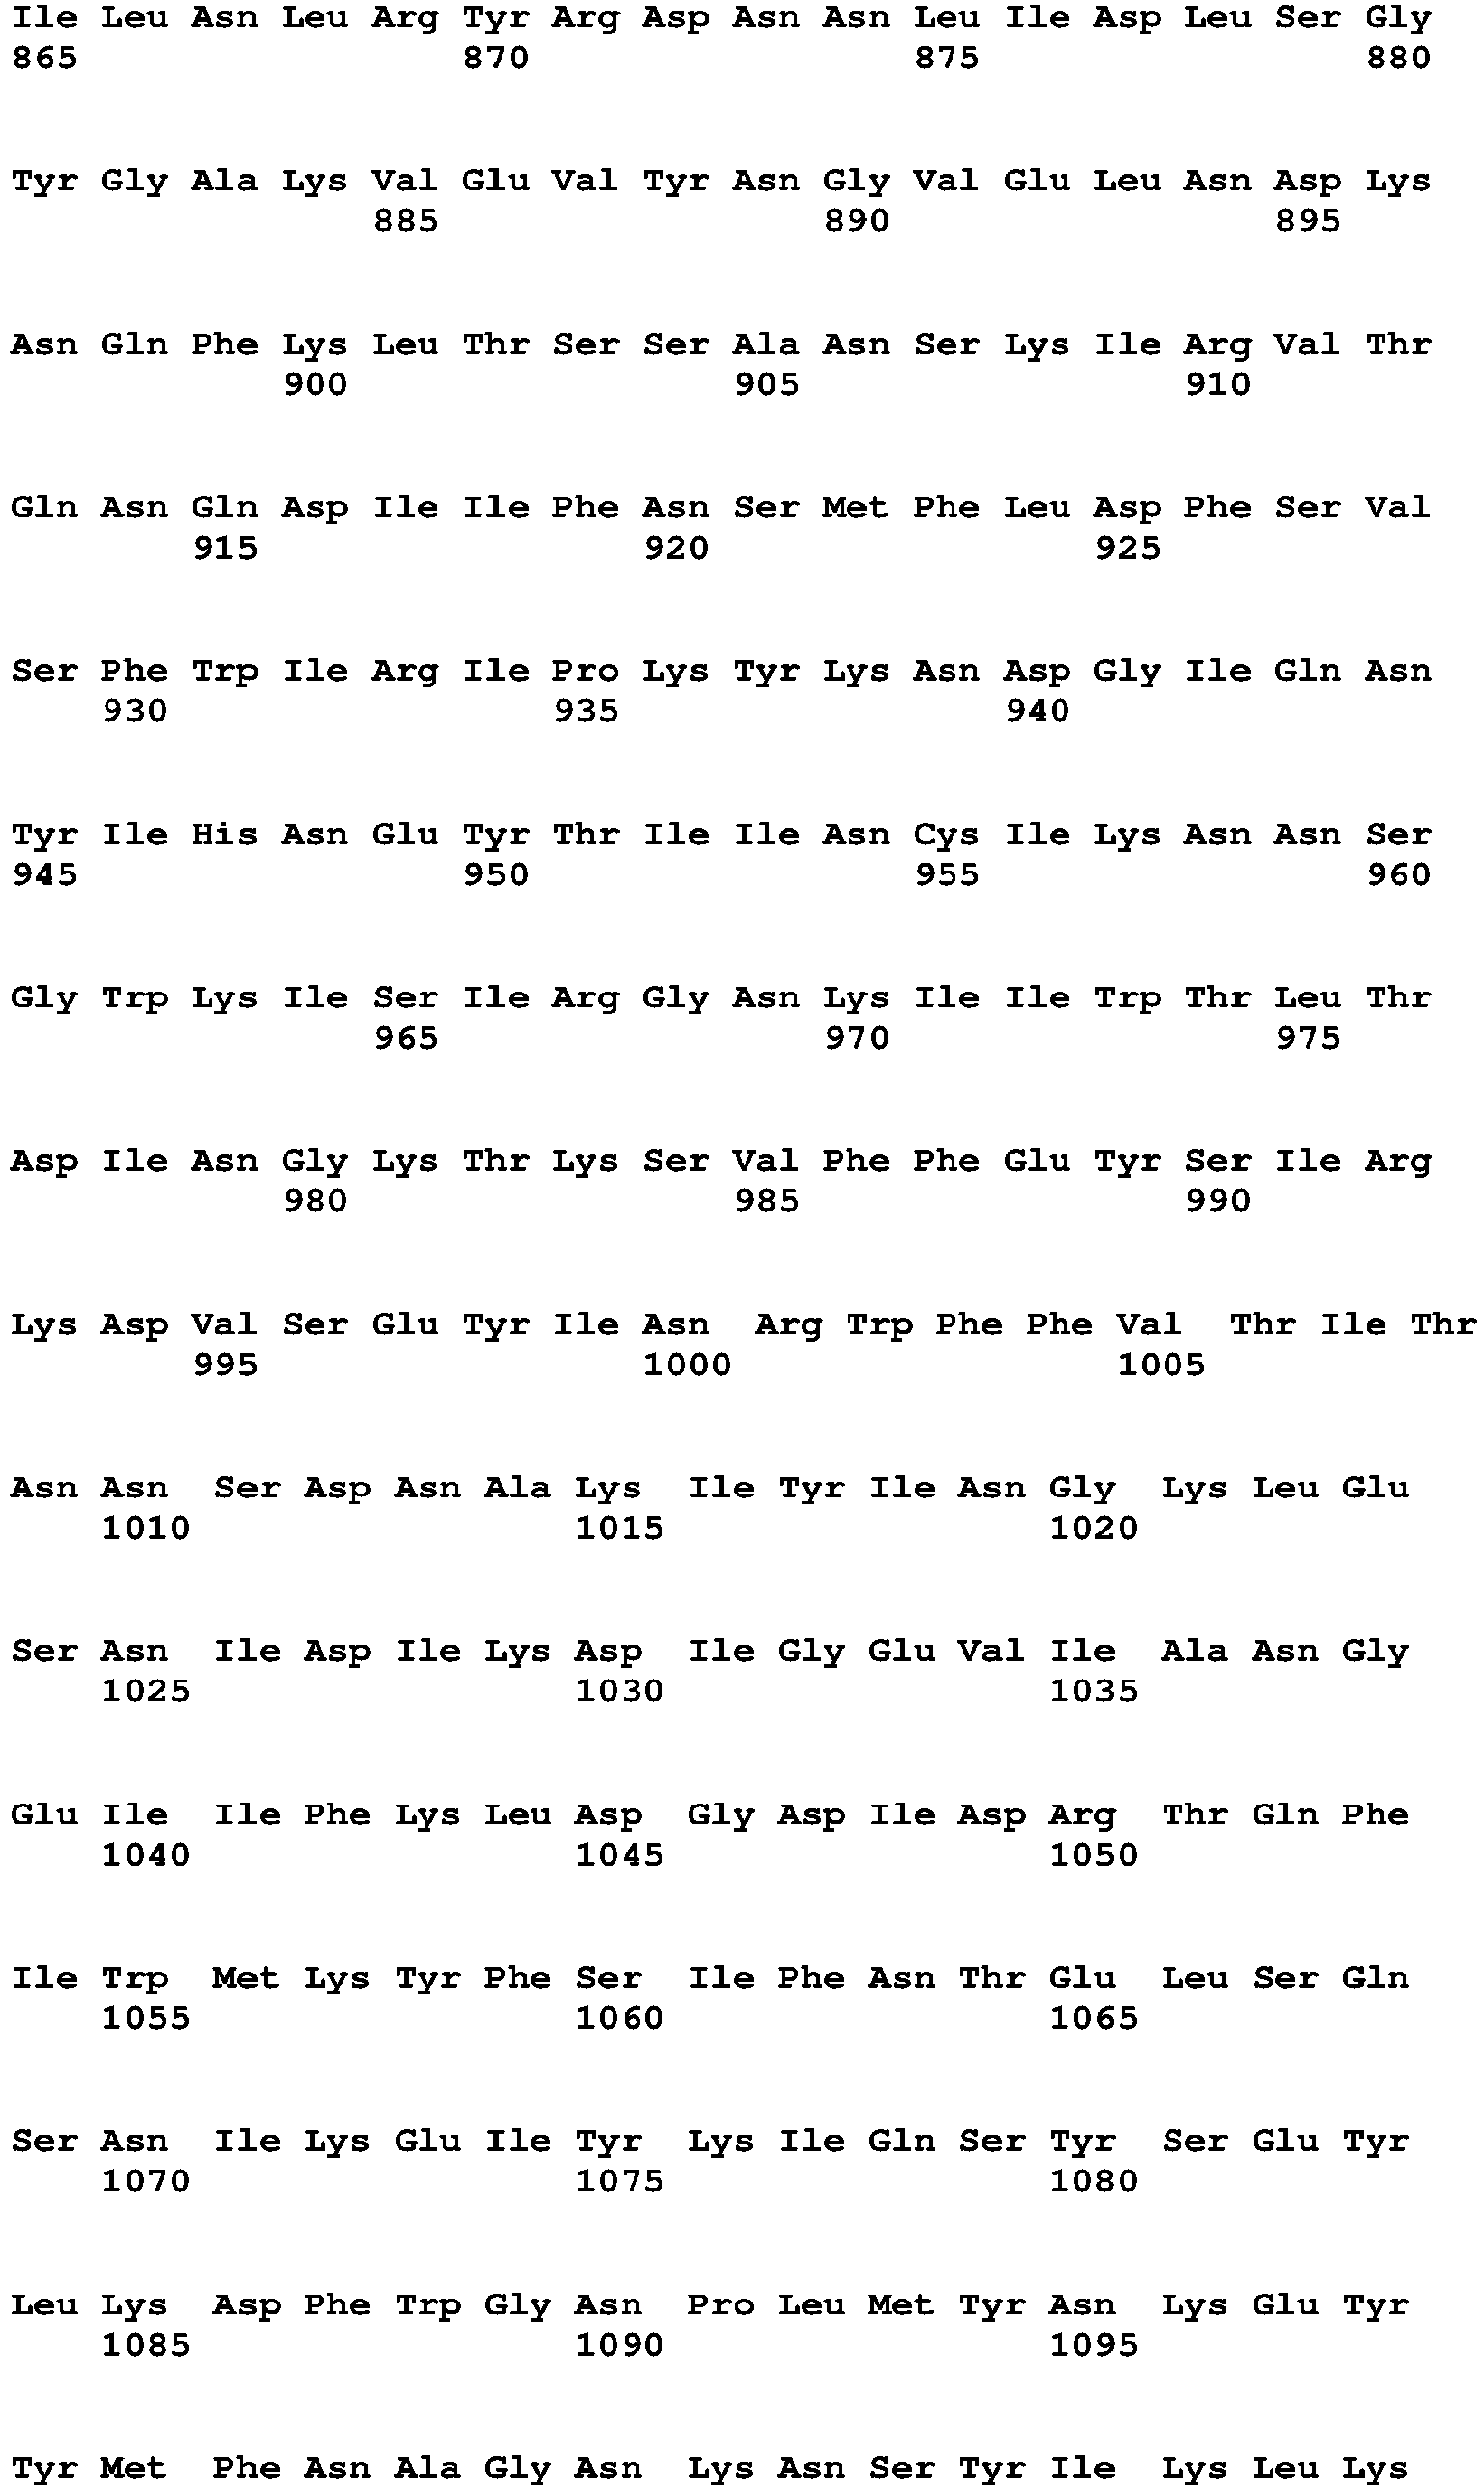 Ile Leu Asn Leu Arg Tyr Arg Asp Asn Asn Leu Ile Asp Leu Ser Gly
865 870 875 880
Tyr Gly Ala Lys Val Glu Val Tyr Asn Gly Val Glu Leu Asn Asp Lys
885 890 895
Asn Gln Phe Lys Leu Thr Ser Ser Ala Asn Ser Lys Ile Arg Val Thr
900 905 910
Gln Asn Gln Asp Ile Ile Phe Asn Ser Met Phe Leu Asp Phe Ser Val
915 920 925
Ser Phe Trp Ile Arg Ile Pro Lys Tyr Lys Asn Asp Gly Ile Gln Asn
930 935 940
Tyr Ile His Asn Glu Tyr Thr Ile Ile Asn Cys Ile Lys Asn Asn Ser
945 950 955 960
Gly Trp Lys Ile Ser Ile Arg Gly Asn Lys Ile Ile Trp Thr Leu Thr
965 970 975
Asp Ile Asn Gly Lys Thr Lys Ser Val Phe Phe Glu Tyr Ser Ile Arg
980 985 990
Lys Asp Val Ser Glu Tyr Ile Asn Arg Trp Phe Phe Val Thr Ile Thr
995 1000 1005
Asn Asn Ser Asp Asn Ala Lys Ile Tyr Ile Asn Gly Lys Leu Glu
1010 1015 1020
Ser Asn Ile Asp Ile Lys Asp Ile Gly Glu Val Ile Ala Asn Gly
1025 1030 1035
Glu Ile Ile Phe Lys Leu Asp Gly Asp Ile Asp Arg Thr Gln Phe
1040 1045 1050
Ile Trp Met Lys Tyr Phe Ser Ile Phe Asn Thr Glu Leu Ser Gln
1055 1060 1065
Ser Asn Ile Lys Glu Ile Tyr Lys Ile Gln Ser Tyr Ser Glu Tyr
1070 1075 1080
Leu Lys Asp Phe Trp Gly Asn Pro Leu Met Tyr Asn Lys Glu Tyr
1085 1090 1095
Tyr Met Phe Asn Ala Gly Asn Lys Asn Ser Tyr Ile Lys Leu Lys